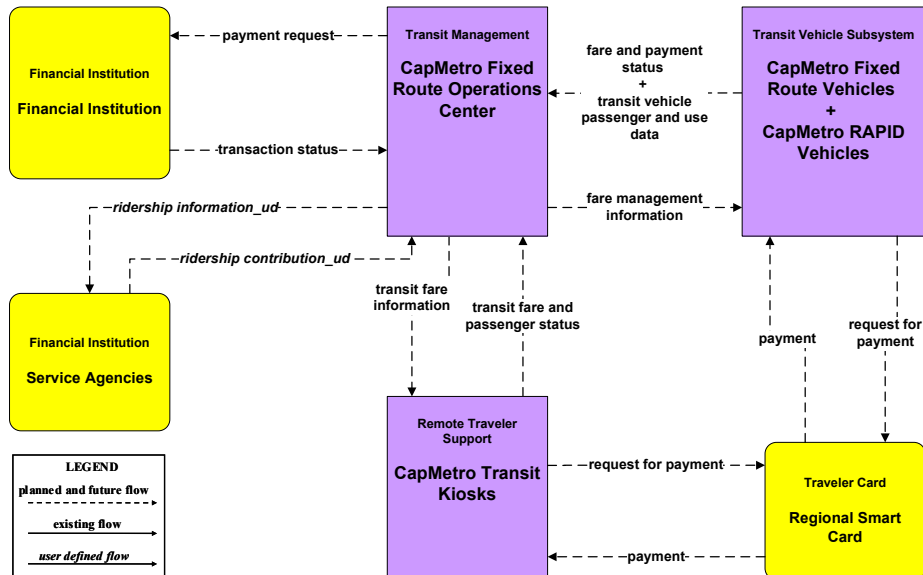 Financial Institution
Financial Institution
payment request
transaction status
Transit Management
CapMetro Fixed
Route Operations
Center
fare and payment
status
+
transit vehicle
passenger and use
data
Transit Vehicle Subsystem
CapMetro Fixed
Route Vehicles
+
CapMetro RAPID
Vehicles
ridership information_ud
fare management
information
ridership contribution_ud
transit fare
information
transit fare and
passenger status
payment
request for
payment
Financial Institution
Service Agencies
Remote Traveler
Support
CapMetro Transit
Kiosks
request for payment
payment
Traveler Card
Regional Smart
Card
LEGEND
planned and future flow
existing flow
user defined flow